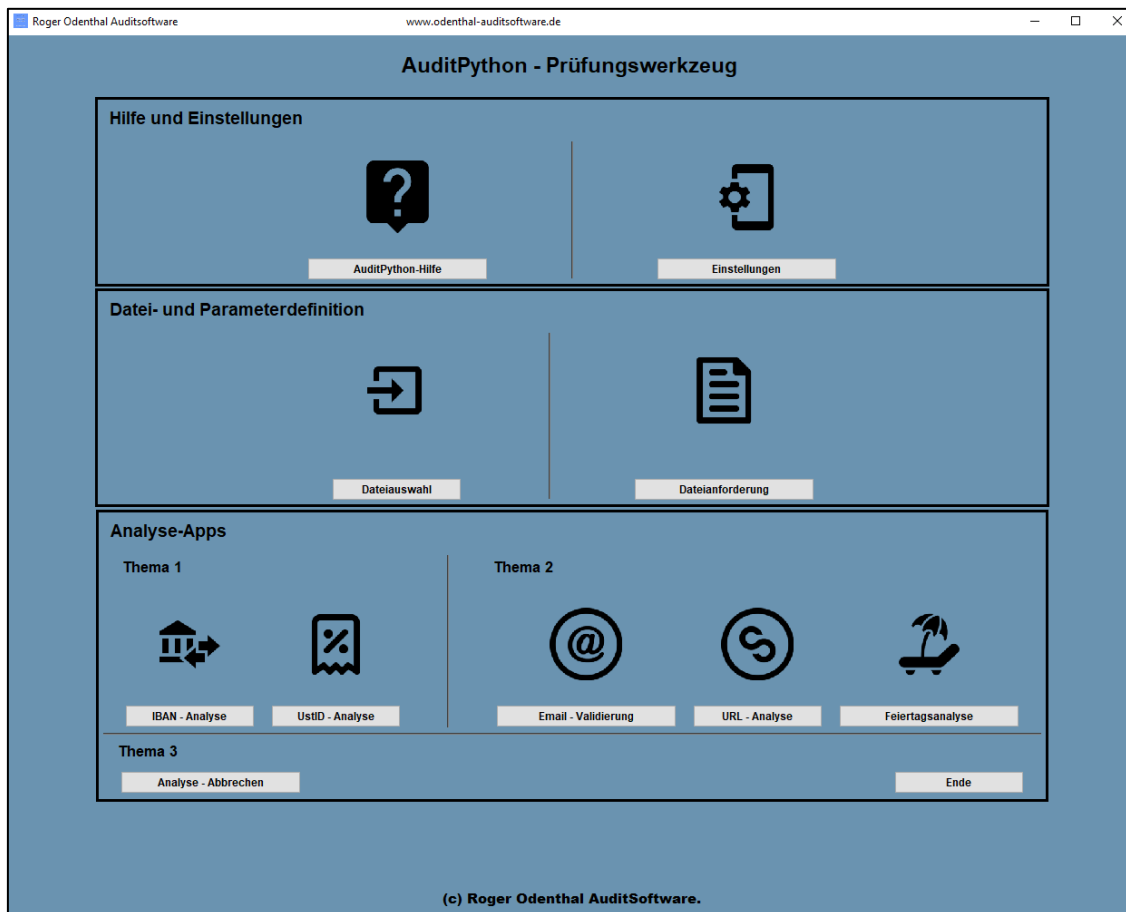 Roger Odenthal Auditsoftware www.odenthal-auditsoftware.de
AuditPython - Prüfungswerkzeug
Hilfe und Einstellungen
AuditPython-Hilfe Einstellungen
Datei- und Parameterdefinition
Dateiauswahl Dateianforderung
Analyse-Apps
Thema 1 Thema 2
IBAN - Analyse UstID - Analyse Email - Validierung URL - Analyse Feiertagsanalyse
Thema 3
Analyse - Abbrechen Ende
(c) Roger Odenthal AuditSoftware.